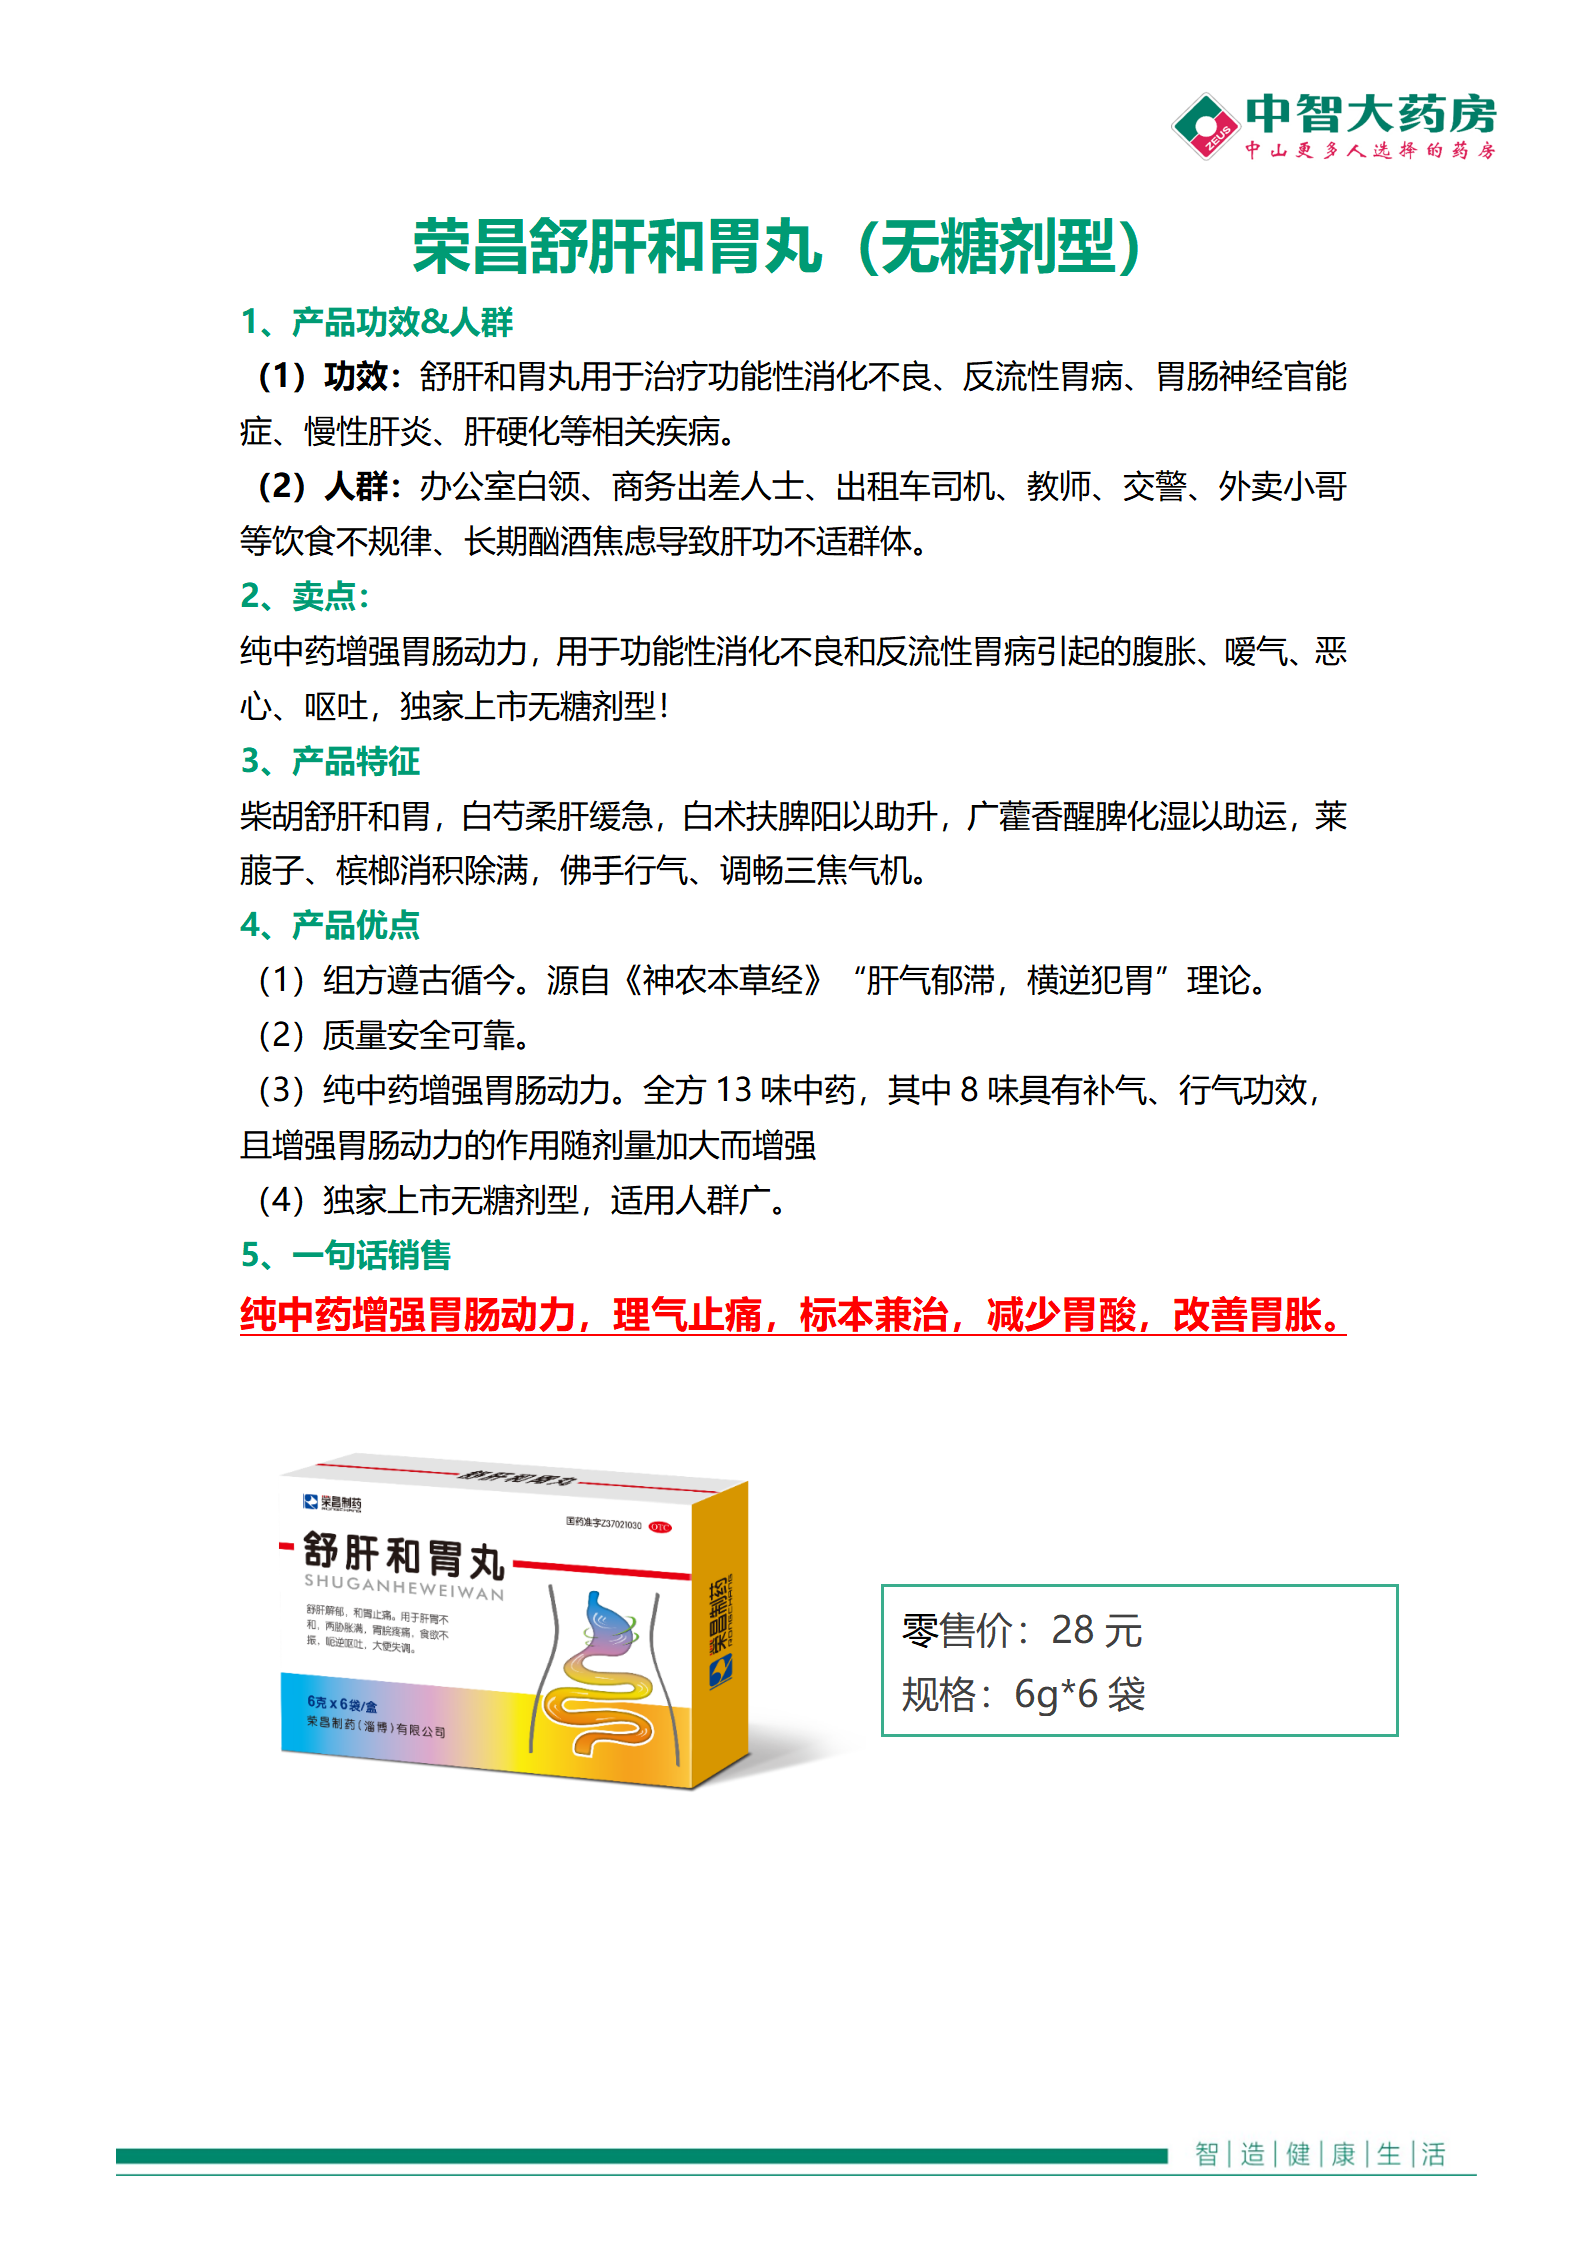 中智大药房
ZEUS
中山更多人选择的药房
荣昌舒肝和胃丸（无糖剂型）
1、产品功效&人群
（1）功效：舒肝和胃丸用于治疗功能性消化不良、反流性胃病、胃肠神经官能
症、慢性肝炎、肝硬化等相关疾病。
（2）人群：办公室白领、商务出差人士、出租车司机、教师、交警、外卖小哥
等饮食不规律、长期酗酒焦虑导致肝功不适群体。
2、卖点：
纯中药增强胃肠动力，用于功能性消化不良和反流性胃病引起的腹胀、嗳气、恶
心、呕吐，独家上市无糖剂型！
3、产品特征
柴胡舒肝和胃，白芍柔肝缓急，白术扶脾阳以助升，广藿香醒脾化湿以助运，莱
菔子、槟榔消积除满，佛手行气、调畅三焦气机。
4、产品优点
（1）组方遵古循今。源自《神农本草经》“肝气郁滞，横逆犯胃”理论。
（2）质量安全可靠。
（3）纯中药增强胃肠动力。全方 13 味中药，其中 8 味具有补气、行气功效，
且增强胃肠动力的作用随剂量加大而增强
（4）独家上市无糖剂型，适用人群广。
5、一句话销售
纯中药增强胃肠动力，理气止痛，标本兼治，减少胃酸，改善胃胀。
舒肝和胃丸
荣昌制药
国药准字Z37021030
OTC
舒肝和胃丸
SHUGANHEWEIWAN
舒肝解郁，和胃止痛。用于肝胃不
和，两胁胀满，胃脘疼痛，食欲不
振，呃逆呕吐，大便失调。
6克 x 6袋/盒
荣昌制药（淄博）有限公司
荣昌制药
RONGCHANG
零售价：28 元
规格：6g*6 袋
智|造|健|康|生|活